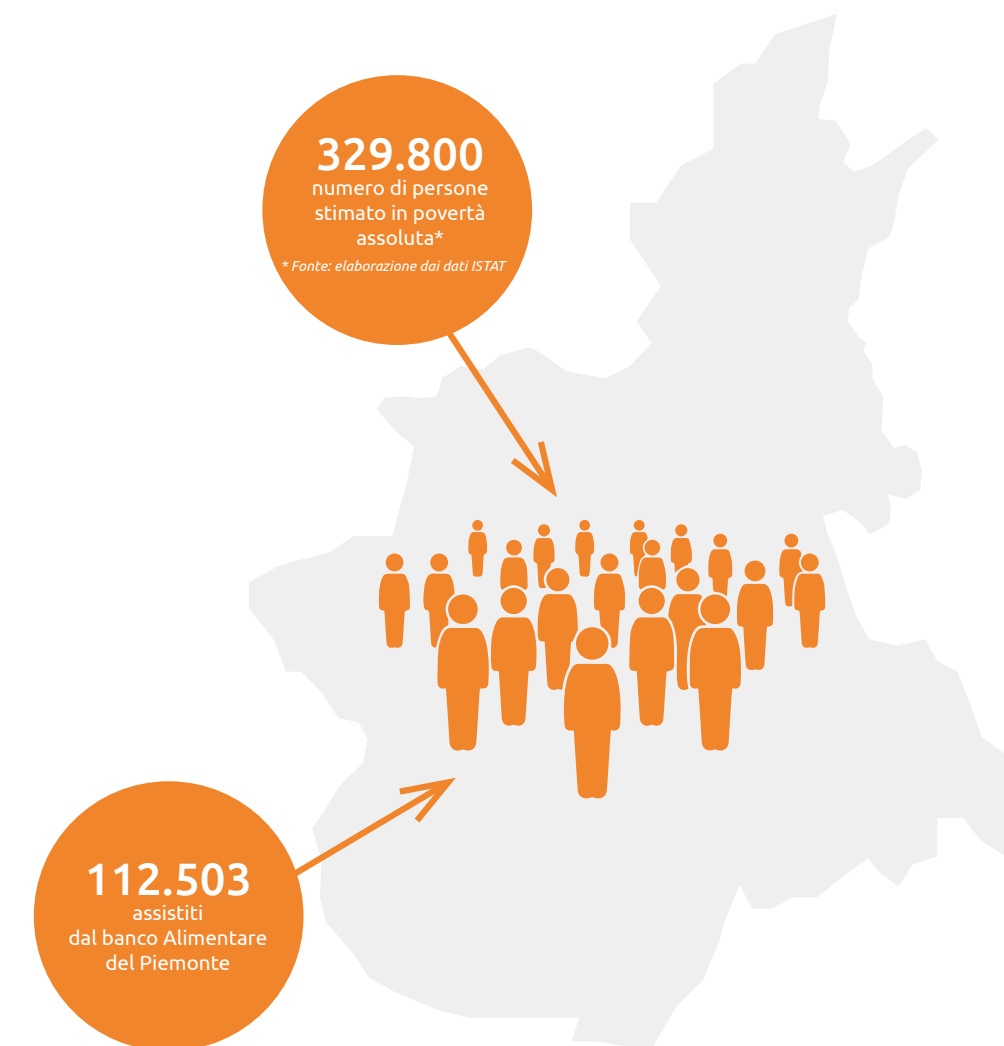 329.800
numero di persone
stimato in povertà
assoluta*
* Fonte: elaborazione dai dati ISTAT
112.503
assistiti
dal banco Alimentare
del Piemonte